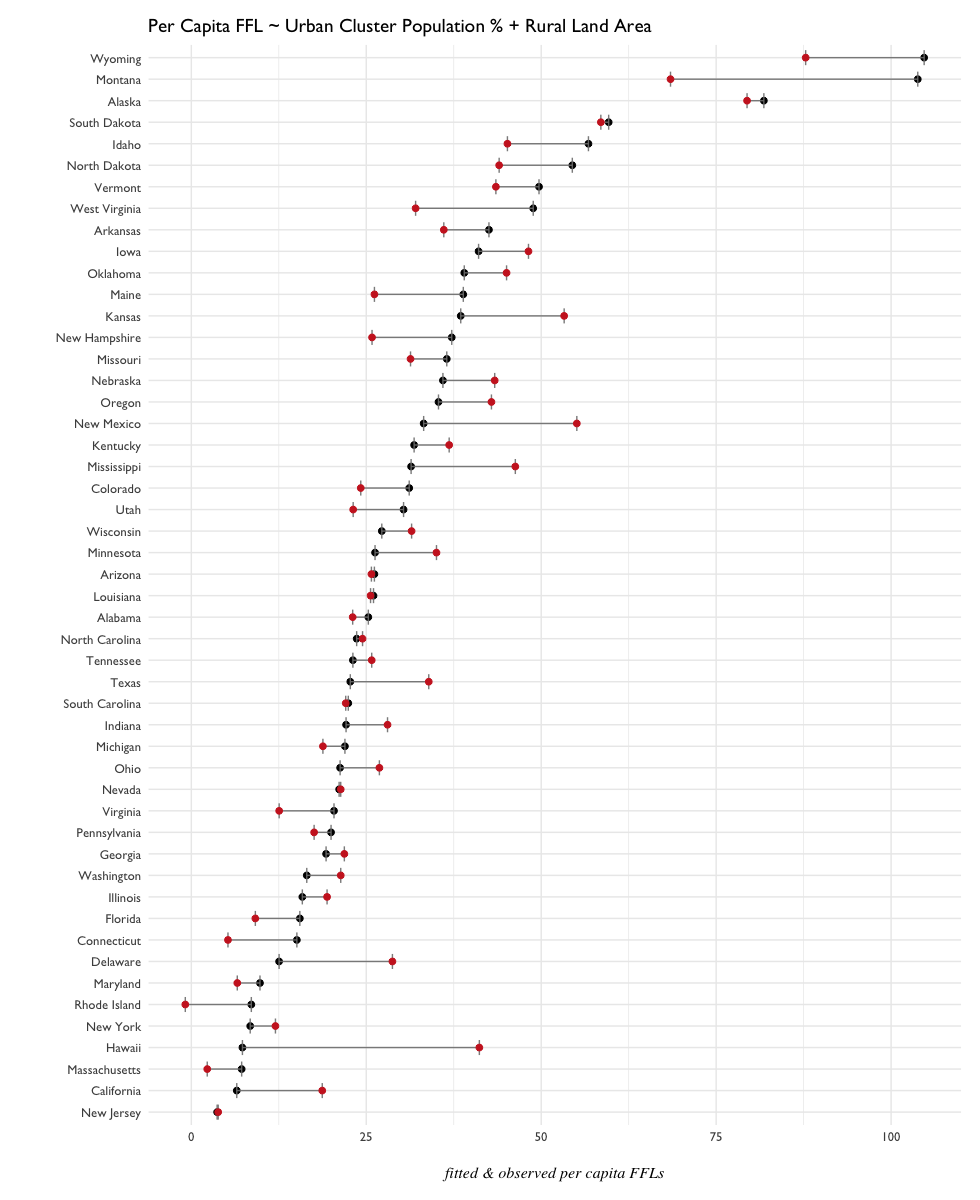 Per Capita FFL ~ Urban Cluster Population % + Rural Land Area
Wyoming
Montana
Alaska
South Dakota
Idaho
North Dakota
Vermont
West Virginia
Arkansas
Iowa
Oklahoma
Maine
Kansas
New Hampshire
Missouri
Nebraska
Oregon
New Mexico
Kentucky
Mississippi
Colorado
Utah
Wisconsin
Minnesota
Arizona
Louisiana
Alabama
North Carolina
Tennessee
Texas
South Carolina
Indiana
Michigan
Ohio
Nevada
Virginia
Pennsylvania
Georgia
Washington
Illinois
Florida
Connecticut
Delaware
Maryland
Rhode Island
New York
Hawaii
Massachusetts
California
New Jersey
0 25 50 75 100
fitted & observed per capita FFLs